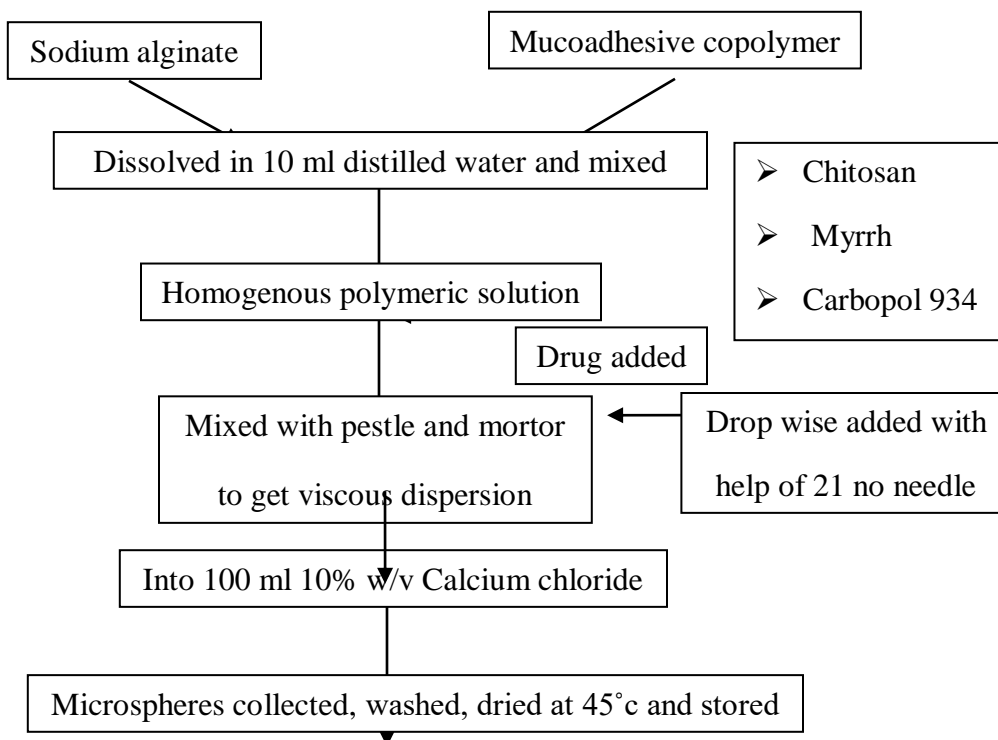 Sodium alginate
Mucoadhesive copolymer
Dissolved in 10 ml distilled water and mixed
➢ Chitosan
➢ Myrrh
➢ Carbopol 934
Homogenous polymeric solution
Drug added
Mixed with pestle and mortor
to get viscous dispersion
Drop wise added with
help of 21 no needle
Into 100 ml 10% w/v Calcium chloride
Microspheres collected, washed, dried at 45˚c and stored